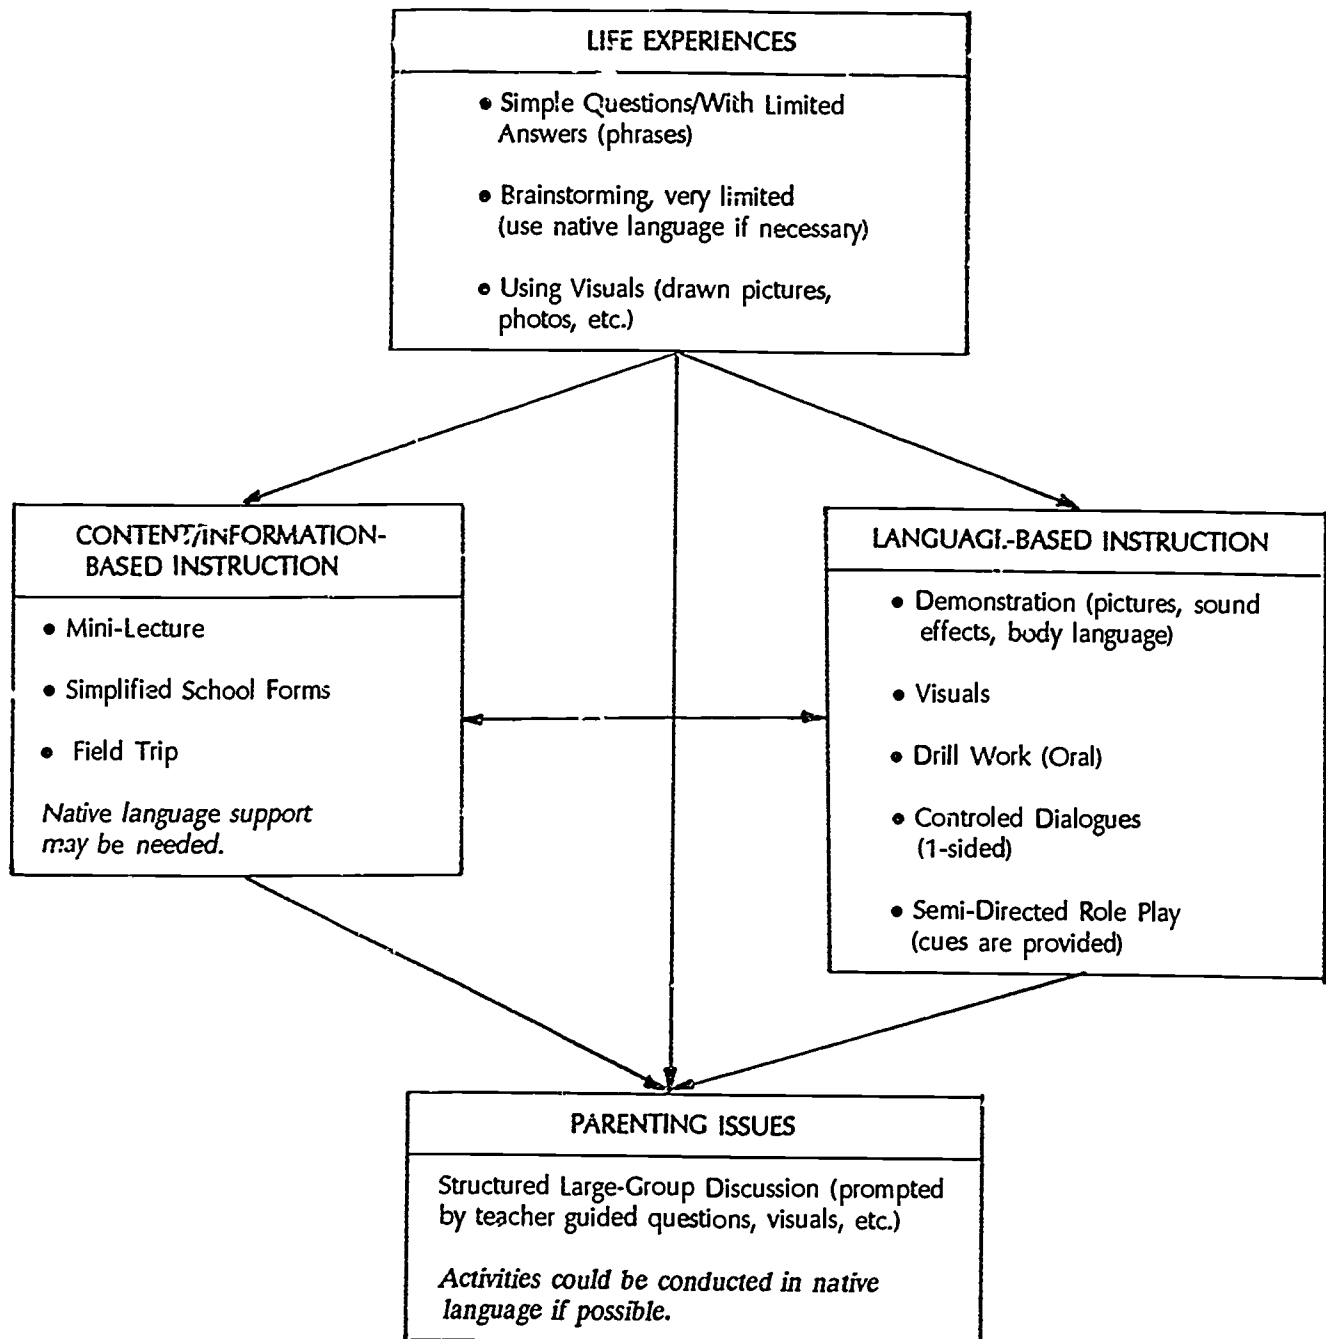 LIFE EXPERIENCES
• Simple Questions/With Limited
Answers (phrases)
• Brainstorming, very limited
(use native language if necessary)
• Using Visuals (drawn pictures,
photos, etc.)
CONTENT/INFORMATION-
BASED INSTRUCTION
• Mini-Lecture
• Simplified School Forms
• Field Trip
Native language support
may be needed.
LANGUAGE-BASED INSTRUCTION
• Demonstration (pictures, sound
effects, body language)
• Visuals
• Drill Work (Oral)
• Controled Dialogues
(1-sided)
• Semi-Directed Role Play
(cues are provided)
PARENTING ISSUES
Structured Large-Group Discussion (prompted
by teacher guided questions, visuals, etc.)
Activities could be conducted in native
language if possible.